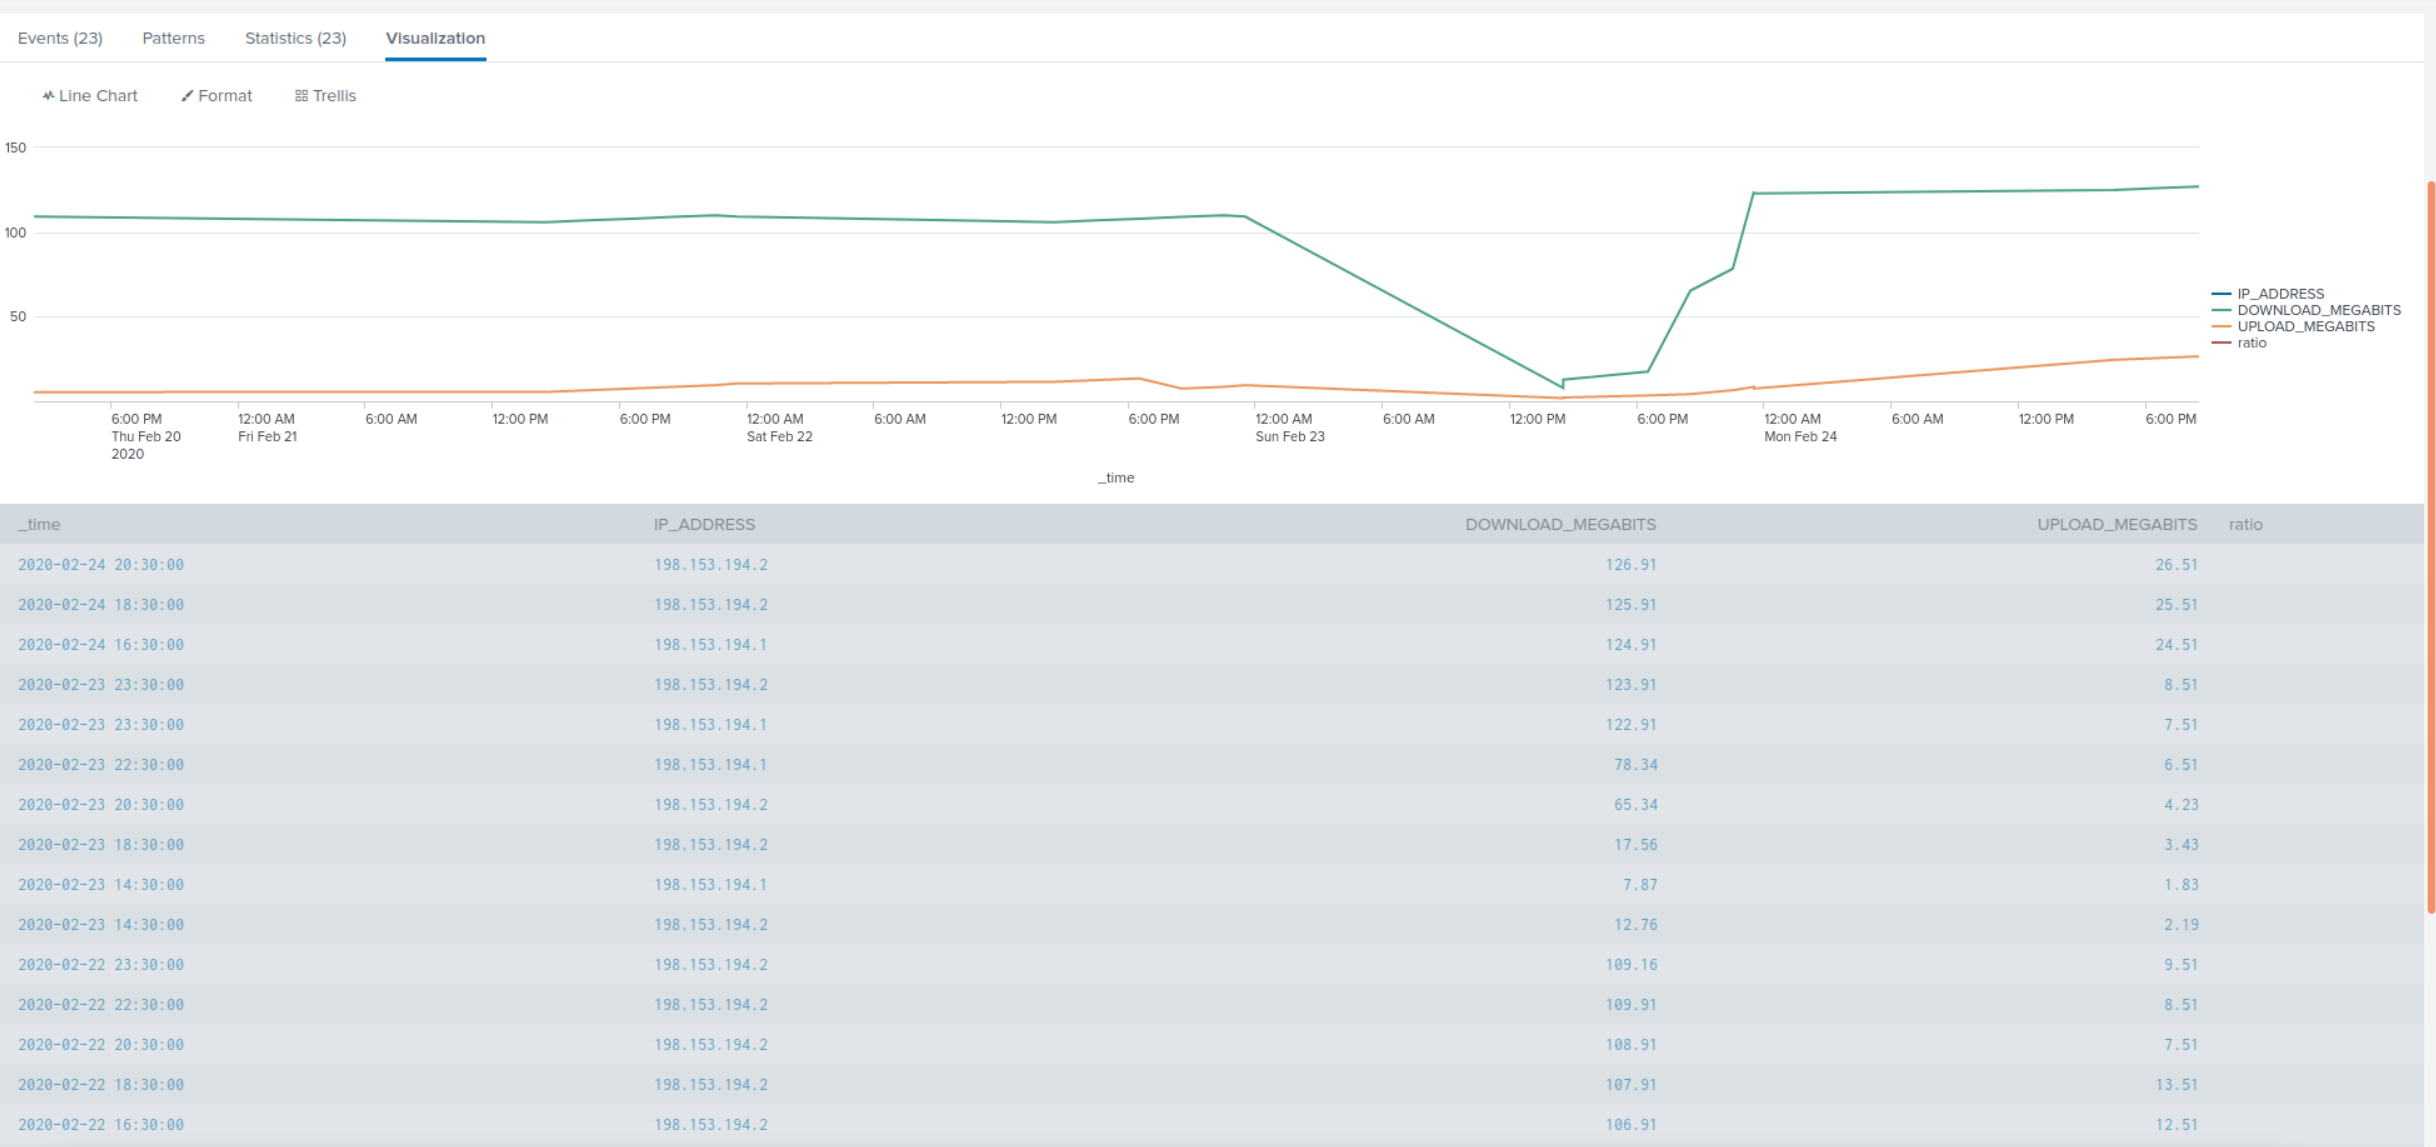 Events (23) Patterns Statistics (23) Visualization
Line Chart Format Trellis
150
100
50
IP_ADDRESS
DOWNLOAD_MEGABITS
UPLOAD_MEGABITS
ratio
6:00 PM 12:00 AM 6:00 AM 12:00 PM 6:00 PM 12:00 AM 6:00 AM 12:00 PM 6:00 PM 12:00 AM 6:00 AM 12:00 PM 6:00 PM 12:00 AM 6:00 AM 12:00 PM 6:00 PM
Thu Feb 20 Fri Feb 21 Sat Feb 22 Sun Feb 23 Mon Feb 24
2020
_time
_time IP_ADDRESS DOWNLOAD_MEGABITS UPLOAD_MEGABITS ratio
2020-02-24 20:30:00 198.153.194.2 126.91 26.51
2020-02-24 18:30:00 198.153.194.2 125.91 25.51
2020-02-24 16:30:00 198.153.194.1 124.91 24.51
2020-02-23 23:30:00 198.153.194.2 123.91 8.51
2020-02-23 23:30:00 198.153.194.1 122.91 7.51
2020-02-23 22:30:00 198.153.194.1 78.34 6.51
2020-02-23 20:30:00 198.153.194.2 65.34 4.23
2020-02-23 18:30:00 198.153.194.2 17.56 3.43
2020-02-23 14:30:00 198.153.194.1 7.87 1.83
2020-02-23 14:30:00 198.153.194.2 12.76 2.19
2020-02-22 23:30:00 198.153.194.2 109.16 9.51
2020-02-22 22:30:00 198.153.194.2 109.91 8.51
2020-02-22 20:30:00 198.153.194.2 108.91 7.51
2020-02-22 18:30:00 198.153.194.2 107.91 13.51
2020-02-22 16:30:00 198.153.194.2 106.91 12.51